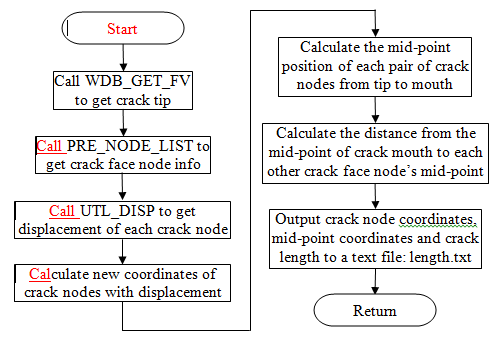 Start
Call WDB_GET_FV
to get crack tip
Call PRE_NODE_LIST to
get crack face node info
Call UTL_DISP to get
displacement of each crack node
Calculate new coordinates of
crack nodes with displacement
Calculate the mid-point
position of each pair of crack
nodes from tip to mouth
Calculate the distance from the
mid-point of crack mouth to each
other crack face node's mid-point
Output crack node coordinates,
mid-point coordinates and crack
length to a text file: length.txt
Return